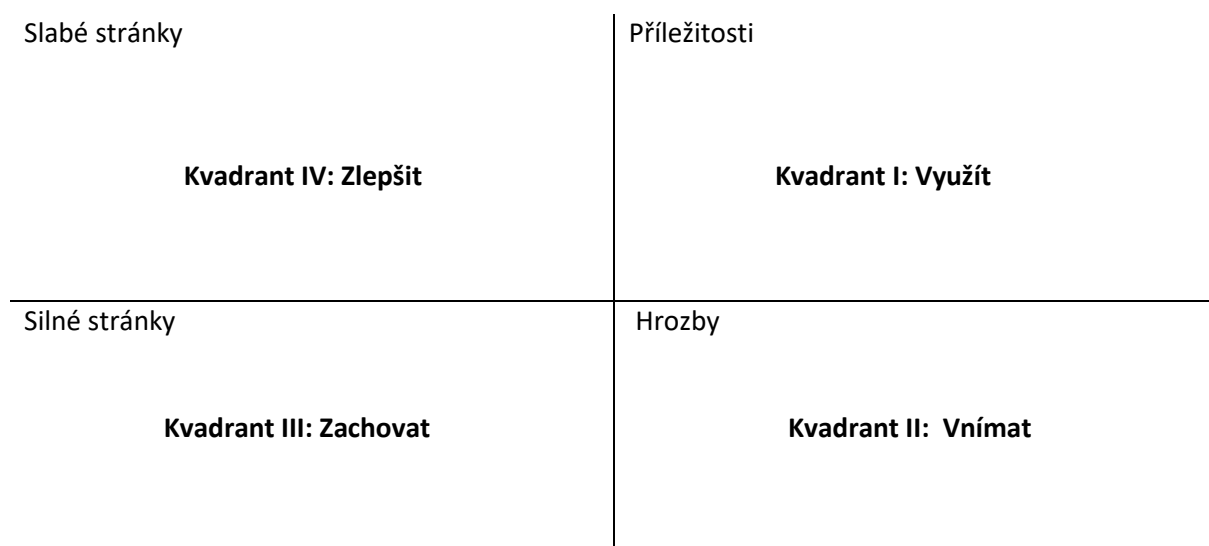 Slabé stránky
Příležitosti
Kvadrant IV: Zlepšit
Kvadrant I: Využít
Silné stránky
Hrozby
Kvadrant III: Zachovat
Kvadrant II:  Vnímat